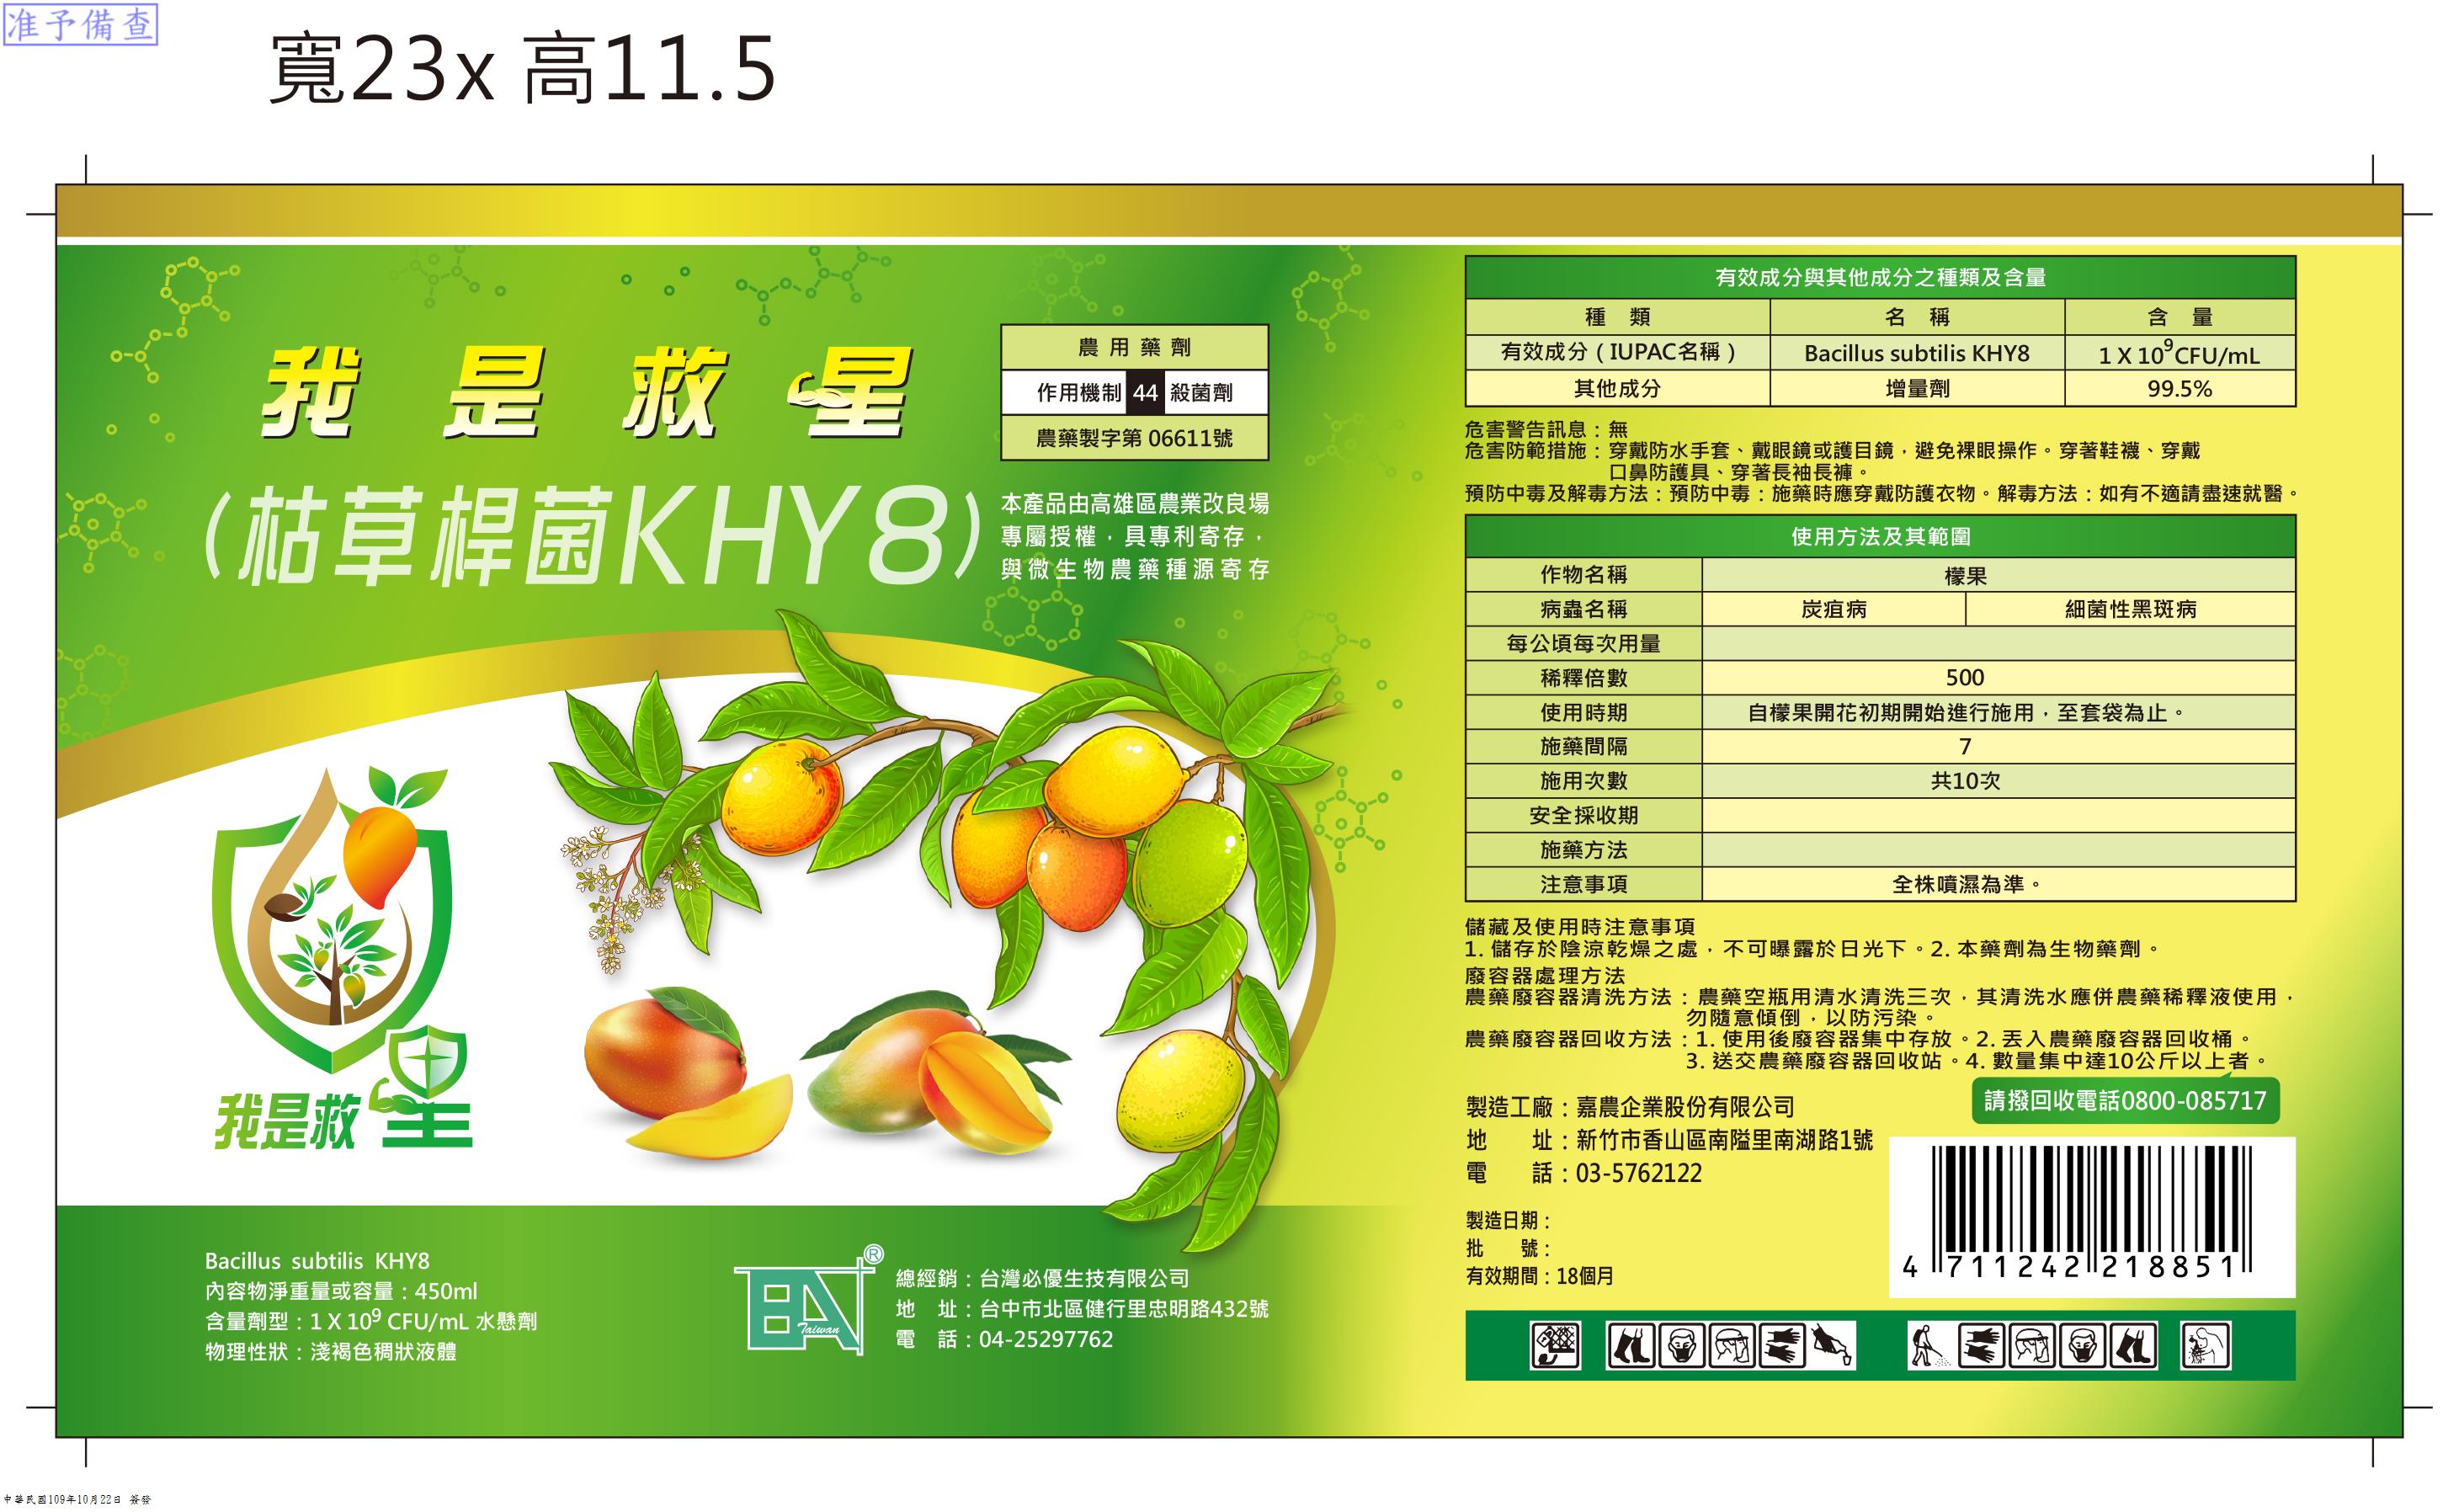 准予備查
寬23x 高11.5
我是救星
(枯草桿菌KHY8)
農用藥劑
作用機制 44 殺菌劑
農藥製字第 06611號
本產品由高雄區農業改良場
專屬授權，具專利寄存，
與微生物農藥種源寄存
我是救星
Bacillus subtilis KHY8
內容物淨重量或容量：450ml
含量劑型：1 X 10⁹ CFU/mL 水懸劑
物理性狀：淺褐色稠狀液體
®
Taiwan
總經銷：台灣必優生技有限公司
地　址：台中市北區健行里忠明路432號
電　話：04-25297762
有效成分與其他成分之種類及含量
種　類　名　稱　含　量
有效成分（IUPAC名稱）　Bacillus subtilis KHY8　1 X 10⁹CFU/mL
其他成分　增量劑　99.5%
危害警告訊息：無
危害防範措施：穿戴防水手套、戴眼鏡或護目鏡，避免裸眼操作。穿著鞋襪、穿戴
口鼻防護具、穿著長袖長褲。
預防中毒及解毒方法：預防中毒：施藥時應穿戴防護衣物。解毒方法：如有不適請盡速就醫。
使用方法及其範圍
作物名稱　檬果
病蟲名稱　炭疽病　細菌性黑斑病
每公頃每次用量
稀釋倍數　500
使用時期　自檬果開花初期開始進行施用，至套袋為止。
施藥間隔　7
施用次數　共10次
安全採收期
施藥方法
注意事項　全株噴濕為準。
儲藏及使用時注意事項
1. 儲存於陰涼乾燥之處，不可曝露於日光下。2. 本藥劑為生物藥劑。
廢容器處理方法
農藥廢容器清洗方法：農藥空瓶用清水清洗三次，其清洗水應併農藥稀釋液使用，
勿隨意傾倒，以防污染。
農藥廢容器回收方法：1. 使用後廢容器集中存放。2. 丟入農藥廢容器回收桶。
3. 送交農藥廢容器回收站。4. 數量集中達10公斤以上者。
請撥回收電話0800-085717
製造工廠：嘉農企業股份有限公司
地　　址：新竹市香山區南隘里南湖路1號
電　　話：03-5762122
製造日期：
批　　號：
有效期間：18個月
4 711242 218851
中華民國109年10月22日 簽發